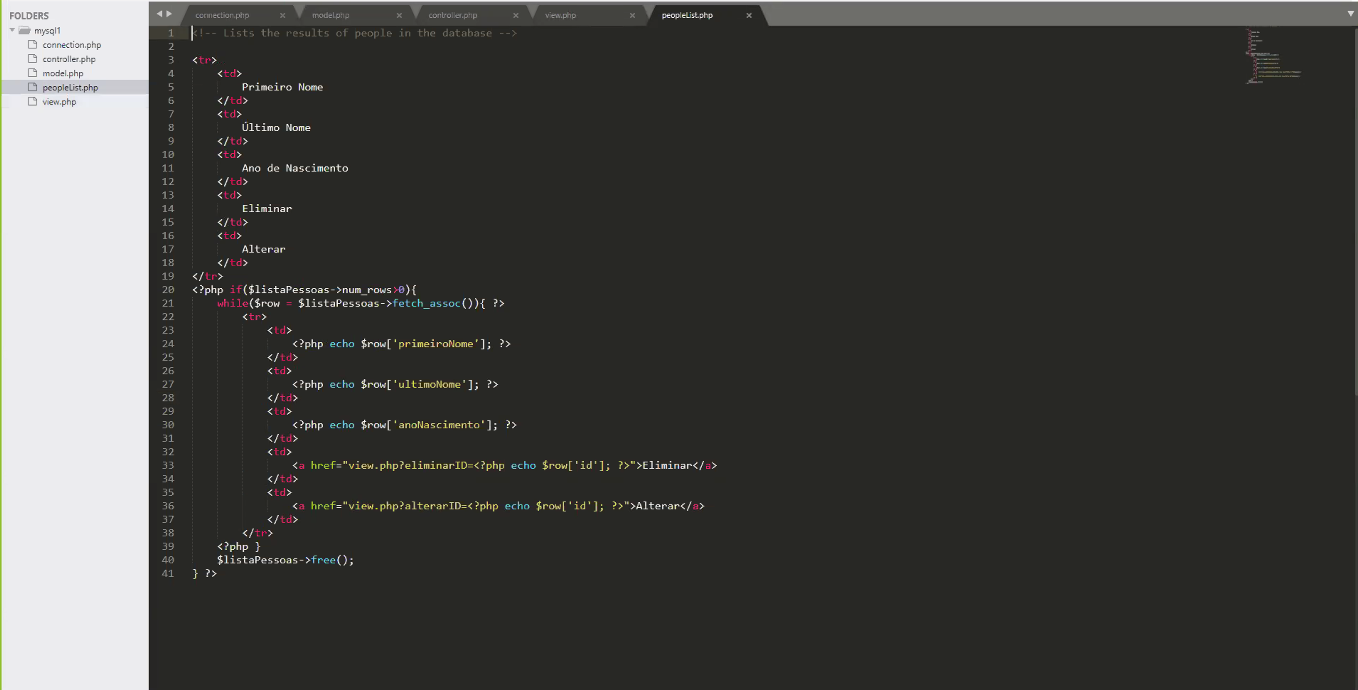 FOLDERS
mysql1
connection.php
controller.php
model.php
peopleList.php
view.php
connection.php × model.php × controller.php × view.php × peopleList.php ×
1 <!-- Lists the results of people in the database -->
2
3 <tr>
4 <td>
5 Primeiro Nome
6 </td>
7 <td>
8 Último Nome
9 </td>
10 <td>
11 Ano de Nascimento
12 </td>
13 <td>
14 Eliminar
15 </td>
16 <td>
17 Alterar
18 </td>
19 </tr>
20 <?php if($listaPessoas->num_rows>0){
21 while($row = $listaPessoas->fetch_assoc()){ ?>
22 <tr>
23 <td>
24 <?php echo $row['primeiroNome']; ?>
25 </td>
26 <td>
27 <?php echo $row['ultimoNome']; ?>
28 </td>
29 <td>
30 <?php echo $row['anoNascimento']; ?>
31 </td>
32 <td>
33 <a href="view.php?eliminarID=<?php echo $row['id']; ?>">Eliminar</a>
34 </td>
35 <td>
36 <a href="view.php?alterarID=<?php echo $row['id']; ?>">Alterar</a>
37 </td>
38 </tr>
39 <?php }
40 $listaPessoas->free();
41 } ?>